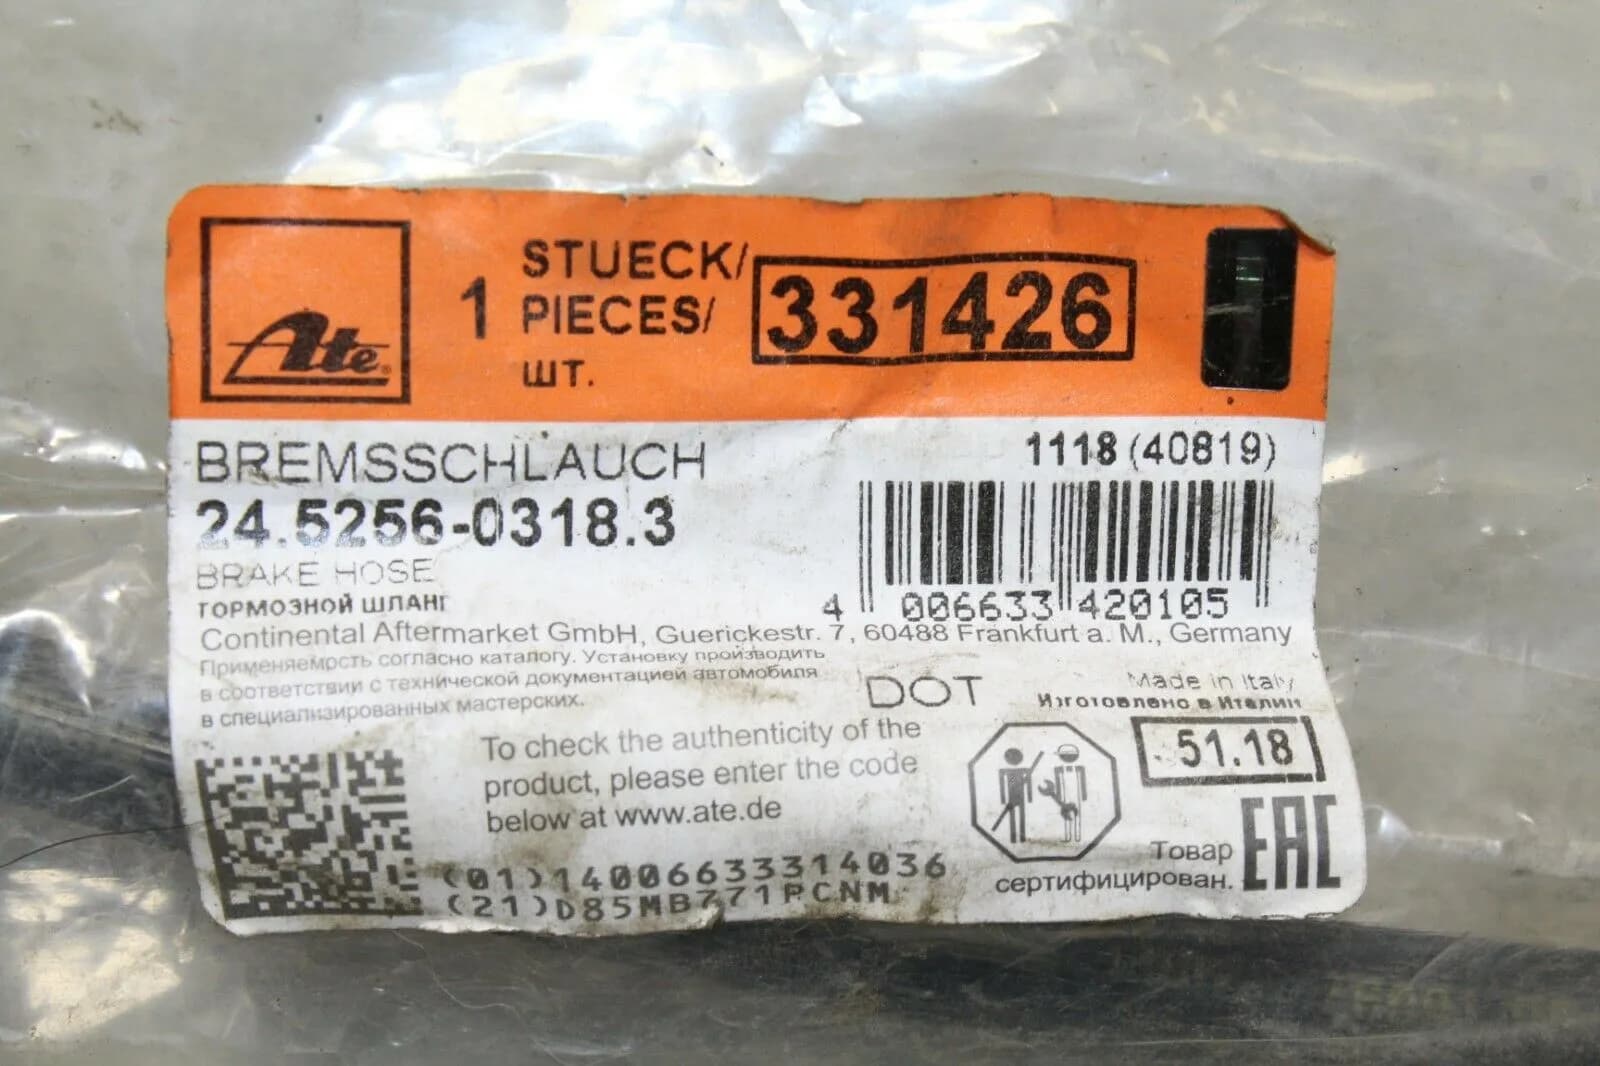 Ate
1
STUECK/
PIECES/
шт.
331426
BREMSSCHLAUCH
24.5256-0318.3
BRAKE HOSE
ТОРМОЗНОЙ ШЛАНГ
1118 (40819)
4 006633 420105
Continental Aftermarket GmbH, Guerickestr. 7, 60488 Frankfurt a. M., Germany
Применяемость согласно каталогу. Установку производить
в соответствии с технической документацией автомобиля
в специализированных мастерских.
DOT
Made in Italy
Изготовлено в Италии
51.18
To check the authenticity of the
product, please enter the code
below at www.ate.de
(01)14006633314036
(21)D85MB771PCNM
Товар
сертифицирован.
EAC